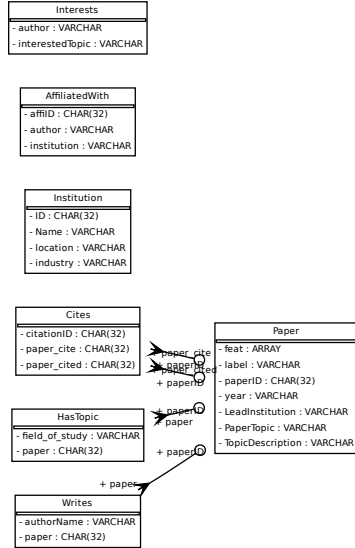 Interests
- author : VARCHAR
- interestedTopic : VARCHAR
AffiliatedWith
- affiID : CHAR(32)
- author : VARCHAR
- institution : VARCHAR
Institution
- ID : CHAR(32)
- Name : VARCHAR
- location : VARCHAR
- industry : VARCHAR
Cites
- citationID : CHAR(32)
- paper_cite : CHAR(32)
- paper_cited : CHAR(32)
+ paper_cite
+ paperID
+ paper_cited
+ paperID
Paper
- feat : ARRAY
- label : VARCHAR
- paperID : CHAR(32)
- year : VARCHAR
- LeadInstitution : VARCHAR
- PaperTopic : VARCHAR
- TopicDescription : VARCHAR
HasTopic
- field_of_study : VARCHAR
- paper : CHAR(32)
+ paperID
+ paper
+ paperID
+ paper
Writes
- authorName : VARCHAR
- paper : CHAR(32)